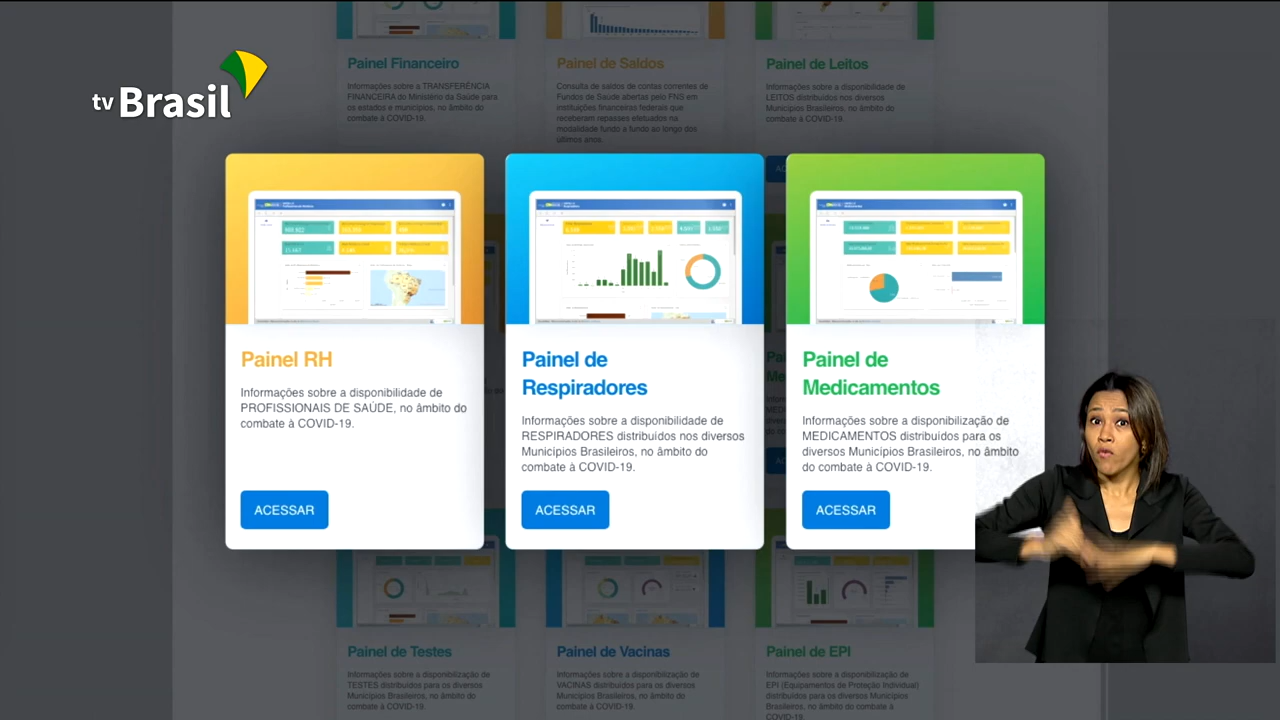 tv Brasil
Painel Financeiro
Informações sobre a TRANSFERÊNCIA
FINANCEIRA do Ministério da Saúde para
os estados e municípios, no âmbito do
combate à COVID-19.
Painel de Saldos
Consulta de saldos de contas correntes de
Fundos de Saúde abertas pelo FNS em
instituições financeiras federais que
receberam repasses efetuados na
modalidade fundo a fundo ao longo dos
últimos anos.
Painel de Leitos
Informações sobre a disponibilidade de
LEITOS distribuídos nos diversos
Municípios Brasileiros, no âmbito do
combate à COVID-19.
Painel RH
Informações sobre a disponibilidade de
PROFISSIONAIS DE SAÚDE, no âmbito do
combate à COVID-19.
ACESSAR
Painel de
Respiradores
Informações sobre a disponibilidade de
RESPIRADORES distribuídos nos diversos
Municípios Brasileiros, no âmbito do
combate à COVID-19.
ACESSAR
Painel de
Medicamentos
Informações sobre a disponibilização de
MEDICAMENTOS distribuídos para os
diversos Municípios Brasileiros, no âmbito
do combate à COVID-19.
ACESSAR
Painel de Testes
Informações sobre a disponibilização de
TESTES distribuídos para os diversos
Municípios Brasileiros, no âmbito do
combate à COVID-19.
Painel de Vacinas
Informações sobre a disponibilização de
VACINAS distribuídos para os diversos
Municípios Brasileiros, no âmbito do
combate à COVID-19.
Painel de EPI
Informações sobre a disponibilização de
EPI (Equipamentos de Proteção Individual)
distribuídos para os diversos Municípios
Brasileiros, no âmbito do combate à
COVID-19.